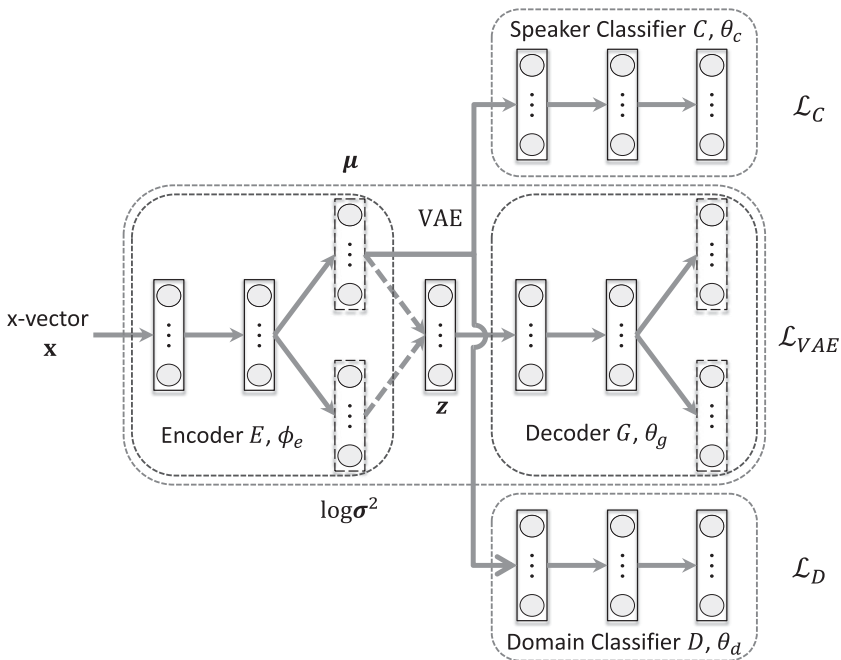 Speaker Classifier C, θ_c
ℒ_C
μ
VAE
x-vector
x
z
ℒ_VAE
Encoder E, ϕ_e
Decoder G, θ_g
logσ²
ℒ_D
Domain Classifier D, θ_d